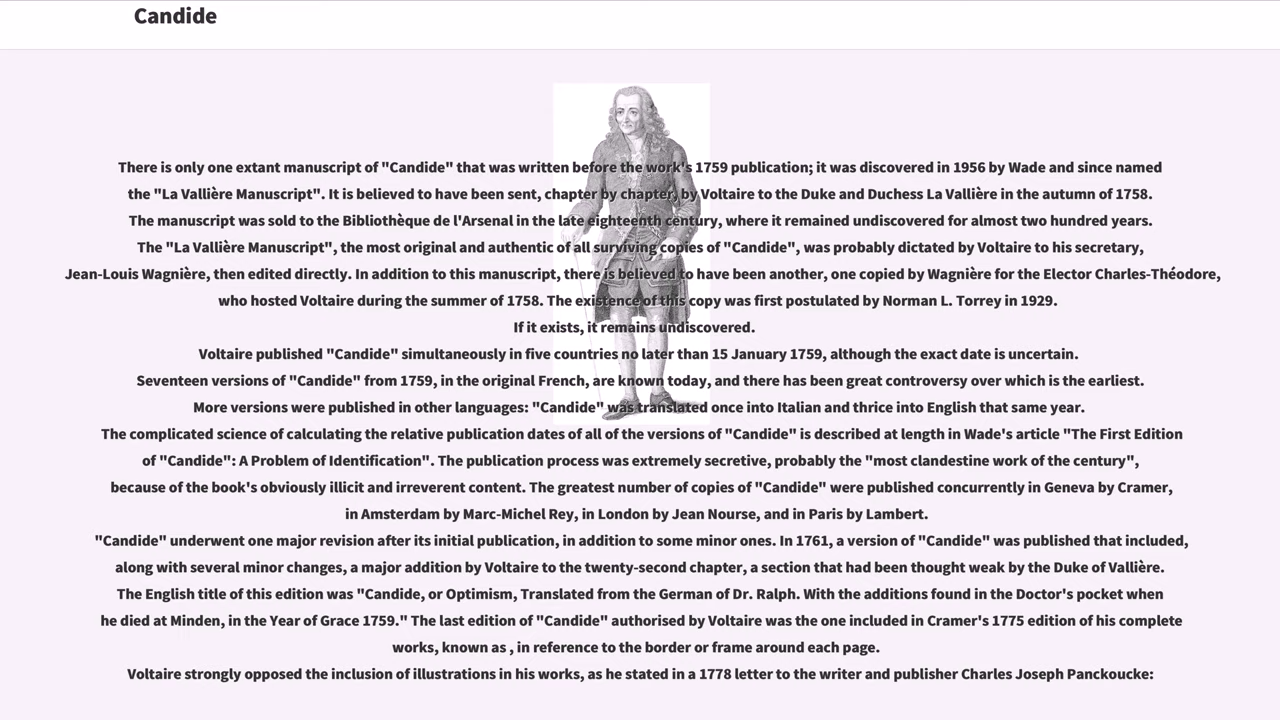 Candide
There is only one extant manuscript of "Candide" that was written before the work's 1759 publication; it was discovered in 1956 by Wade and since named
the "La Vallière Manuscript". It is believed to have been sent, chapter by chapter, by Voltaire to the Duke and Duchess La Vallière in the autumn of 1758.
The manuscript was sold to the Bibliothèque de l'Arsenal in the late eighteenth century, where it remained undiscovered for almost two hundred years.
The "La Vallière Manuscript", the most original and authentic of all surviving copies of "Candide", was probably dictated by Voltaire to his secretary,
Jean-Louis Wagnière, then edited directly. In addition to this manuscript, there is believed to have been another, one copied by Wagnière for the Elector Charles-Théodore,
who hosted Voltaire during the summer of 1758. The existence of this copy was first postulated by Norman L. Torrey in 1929.
If it exists, it remains undiscovered.
Voltaire published "Candide" simultaneously in five countries no later than 15 January 1759, although the exact date is uncertain.
Seventeen versions of "Candide" from 1759, in the original French, are known today, and there has been great controversy over which is the earliest.
More versions were published in other languages: "Candide" was translated once into Italian and thrice into English that same year.
The complicated science of calculating the relative publication dates of all of the versions of "Candide" is described at length in Wade's article "The First Edition
of "Candide": A Problem of Identification". The publication process was extremely secretive, probably the "most clandestine work of the century",
because of the book's obviously illicit and irreverent content. The greatest number of copies of "Candide" were published concurrently in Geneva by Cramer,
in Amsterdam by Marc-Michel Rey, in London by Jean Nourse, and in Paris by Lambert.
"Candide" underwent one major revision after its initial publication, in addition to some minor ones. In 1761, a version of "Candide" was published that included,
along with several minor changes, a major addition by Voltaire to the twenty-second chapter, a section that had been thought weak by the Duke of Vallière.
The English title of this edition was "Candide, or Optimism, Translated from the German of Dr. Ralph. With the additions found in the Doctor's pocket when
he died at Minden, in the Year of Grace 1759." The last edition of "Candide" authorised by Voltaire was the one included in Cramer's 1775 edition of his complete
works, known as , in reference to the border or frame around each page.
Voltaire strongly opposed the inclusion of illustrations in his works, as he stated in a 1778 letter to the writer and publisher Charles Joseph Panckoucke: